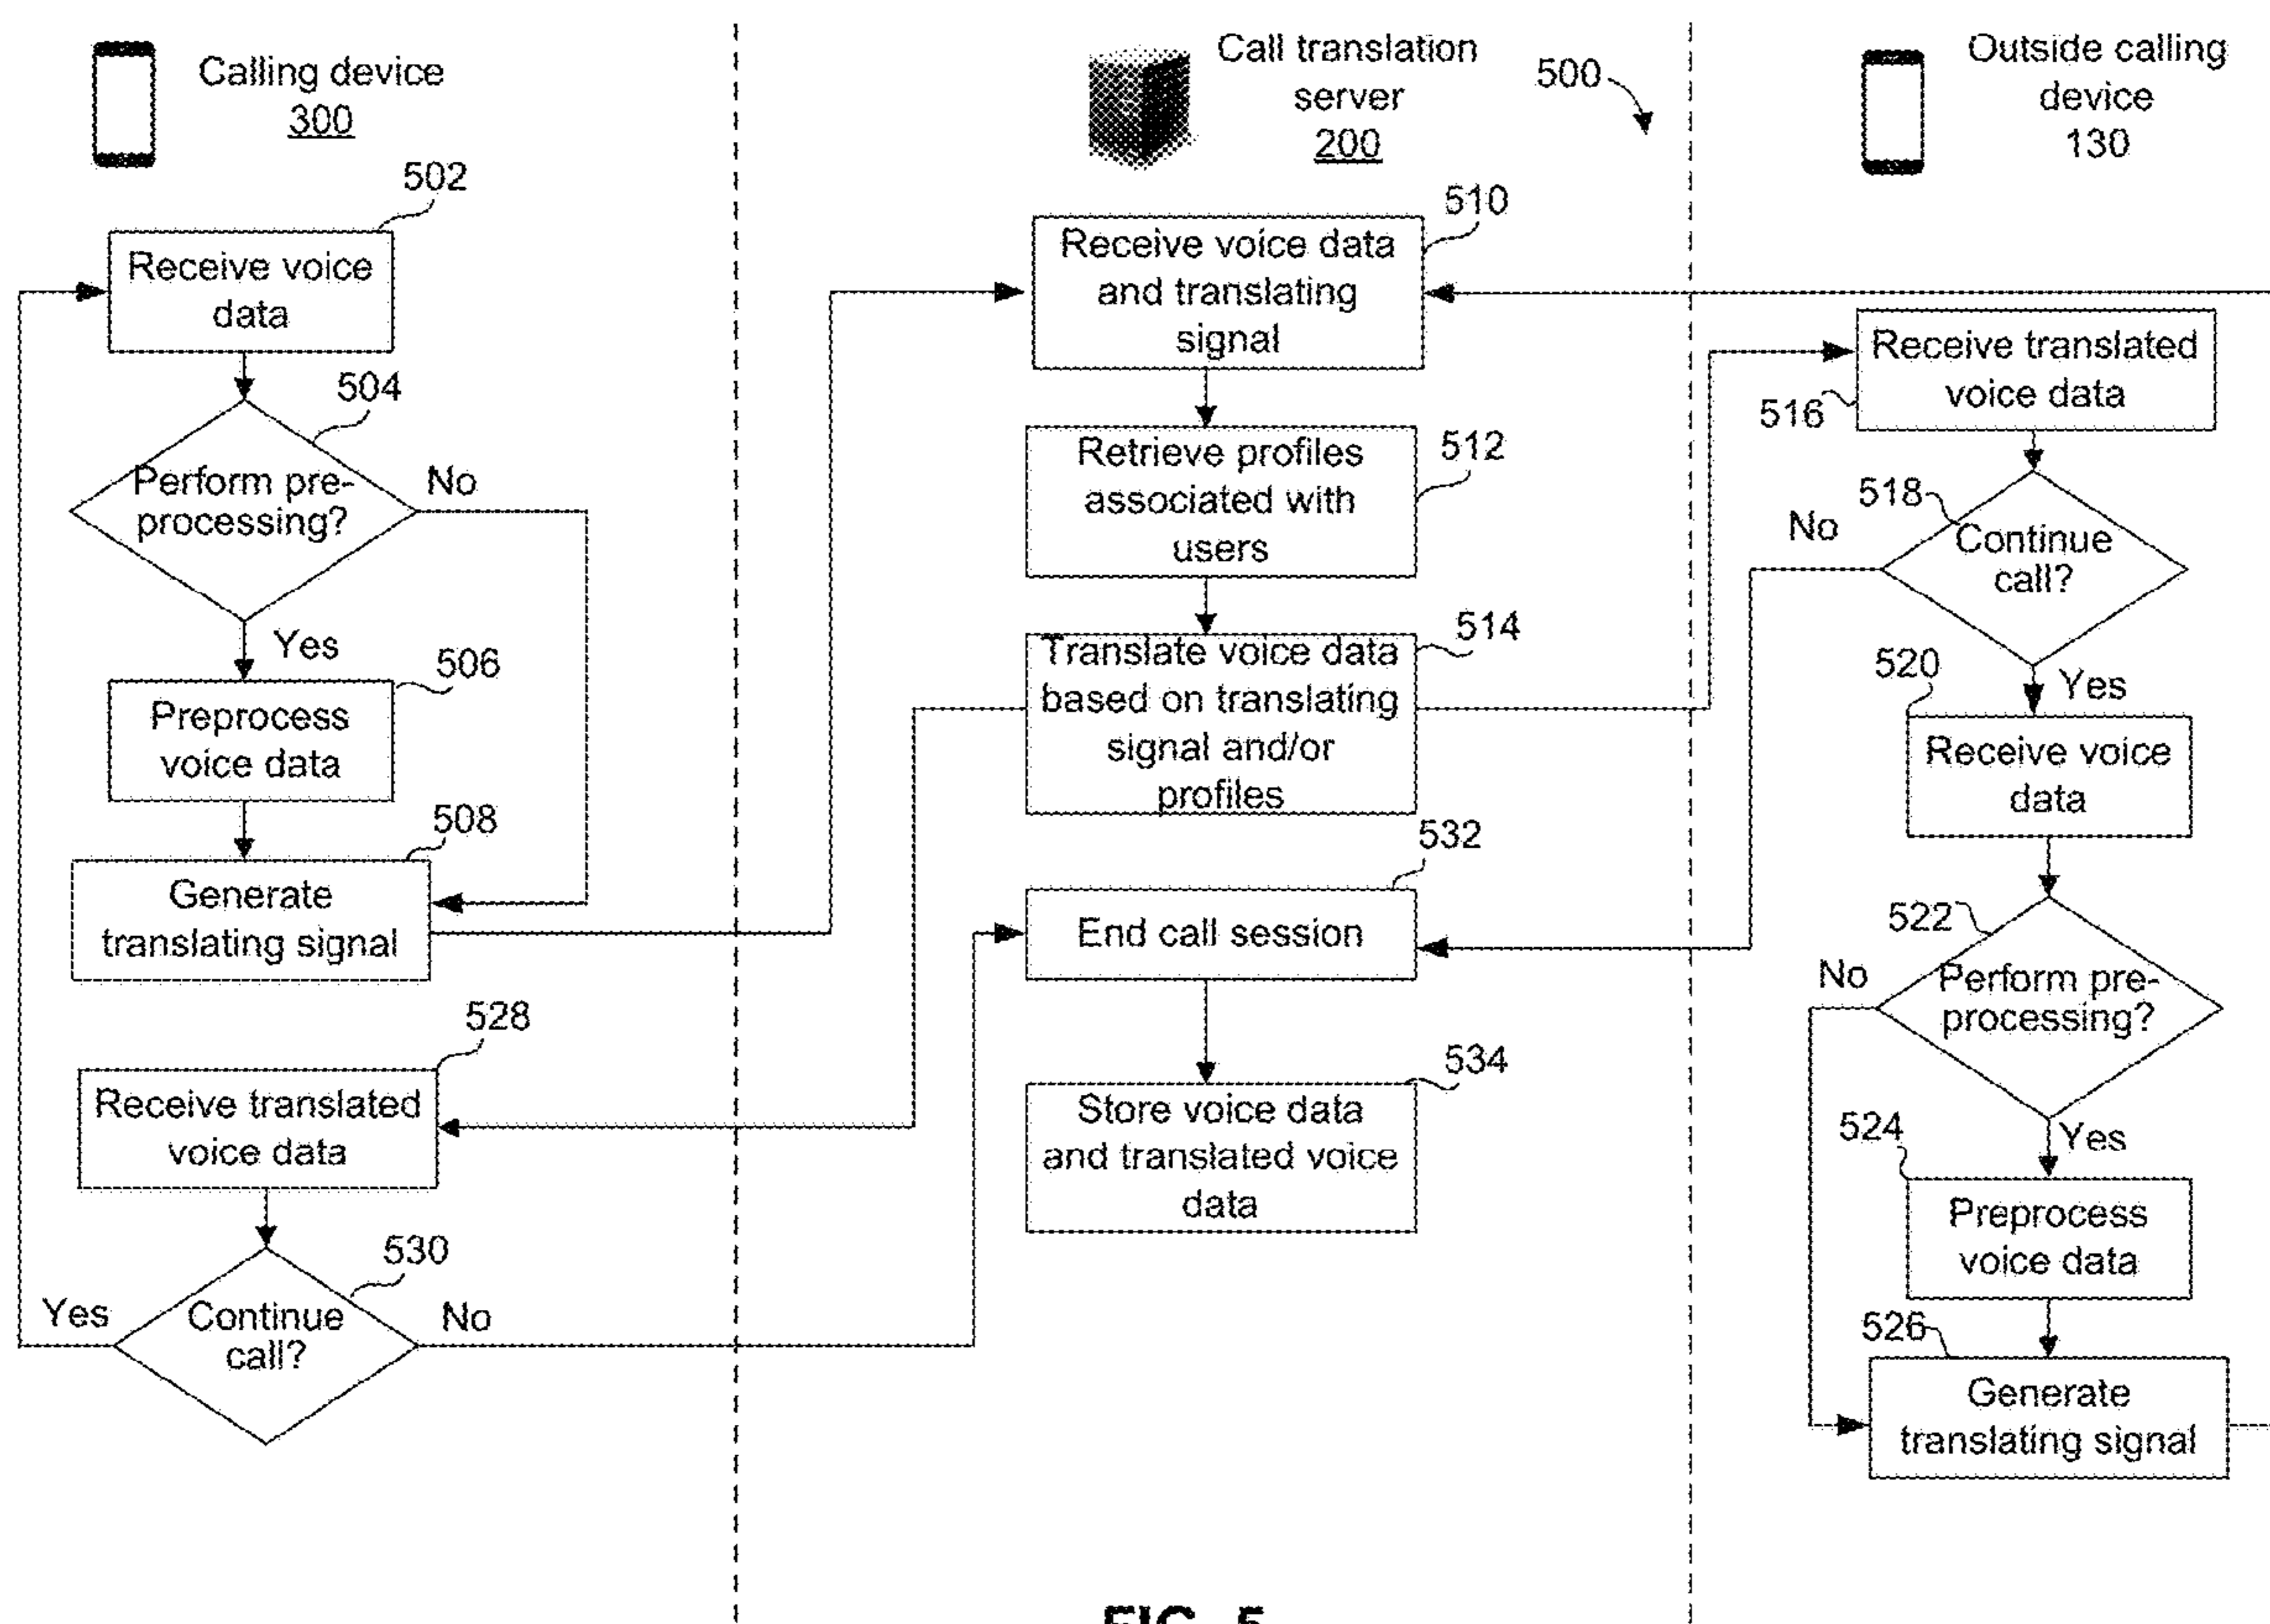 Calling device
300
502
Receive voice
data
504
Perform pre-
processing?
No
Yes
506
Preprocess
voice data
508
Generate
translating signal
528
Receive translated
voice data
530
Continue
call?
Yes
No
Call translation
server
200
500
510
Receive voice data
and translating
signal
512
Retrieve profiles
associated with
users
514
Translate voice data
based on translating
signal and/or
profiles
532
End call session
534
Store voice data
and translated voice
data
Outside calling
device
130
Receive translated
voice data
516
518
Continue
call?
No
Yes
520
Receive voice
data
522
Perform pre-
processing?
No
Yes
524
Preprocess
voice data
526
Generate
translating signal
FIG. 5